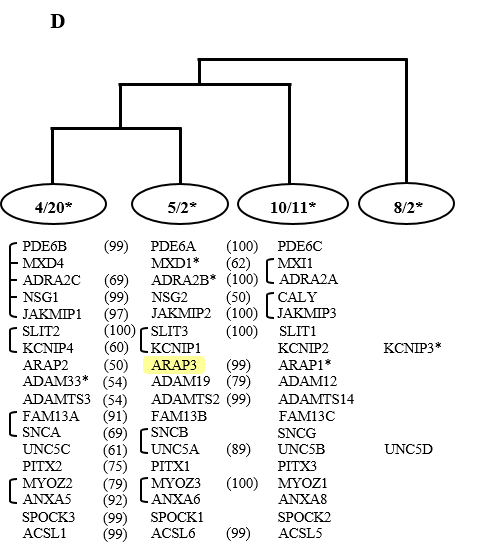 D
4/20* 5/2* 10/11* 8/2*
PDE6B (99) PDE6A (100) PDE6C
MXD4 MXD1* (62) MXI1
ADRA2C (69) ADRA2B* (100) ADRA2A
NSG1 (99) NSG2 (50) CALY
JAKMIP1 (97) JAKMIP2 (100) JAKMIP3
SLIT2 (100) SLIT3 (100) SLIT1
KCNIP4 (60) KCNIP1 KCNIP2 KCNIP3*
ARAP2 (50) ARAP3 (99) ARAP1*
ADAM33* (54) ADAM19 (79) ADAM12
ADAMTS3 (54) ADAMTS2 (99) ADAMTS14
FAM13A (91) FAM13B FAM13C
SNCA (69) SNCB SNCG
UNC5C (61) UNC5A (89) UNC5B UNC5D
PITX2 (75) PITX1 PITX3
MYOZ2 (79) MYOZ3 (100) MYOZ1
ANXA5 (92) ANXA6 ANXA8
SPOCK3 (99) SPOCK1 SPOCK2
ACSL1 (99) ACSL6 (99) ACSL5